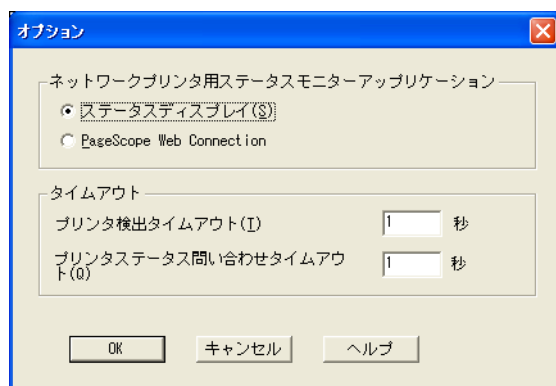 オプション
ネットワークプリンタ用ステータスモニターアップリケーション
ステータスディスプレイ(S)
PageScope Web Connection
タイムアウト
プリンタ検出タイムアウト(T) 1 秒
プリンタステータス問い合わせタイムアウ
ト(Q) 1 秒
OK キャンセル ヘルプ